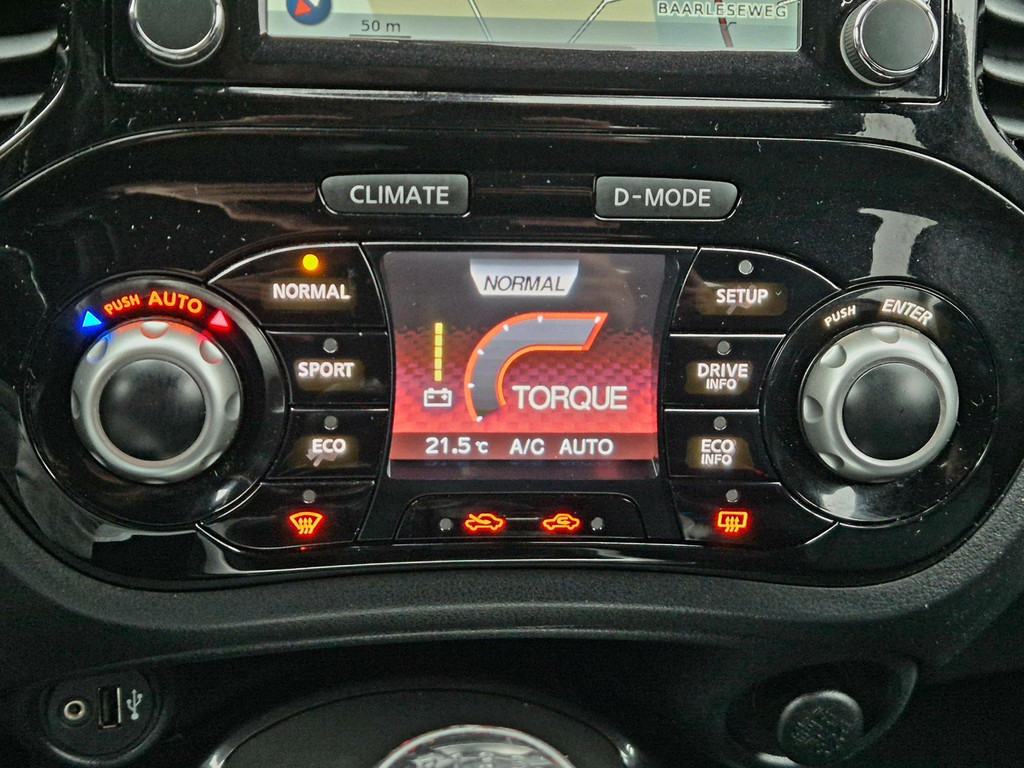 50 m
BAARLESEWEG
CLIMATE
D-MODE
NORMAL
NORMAL
SETUP
PUSH AUTO
PUSH ENTER
SPORT
DRIVE
INFO
TORQUE
ECO
ECO
INFO
21.5 °C A/C AUTO